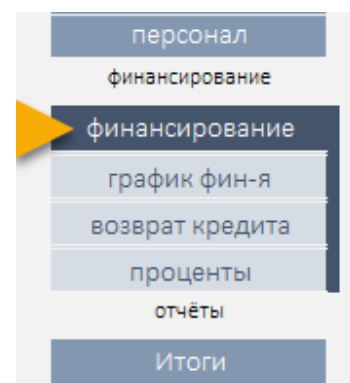 персонал
финансирование
финансирование
график фин-я
возврат кредита
проценты
отчёты
Итоги